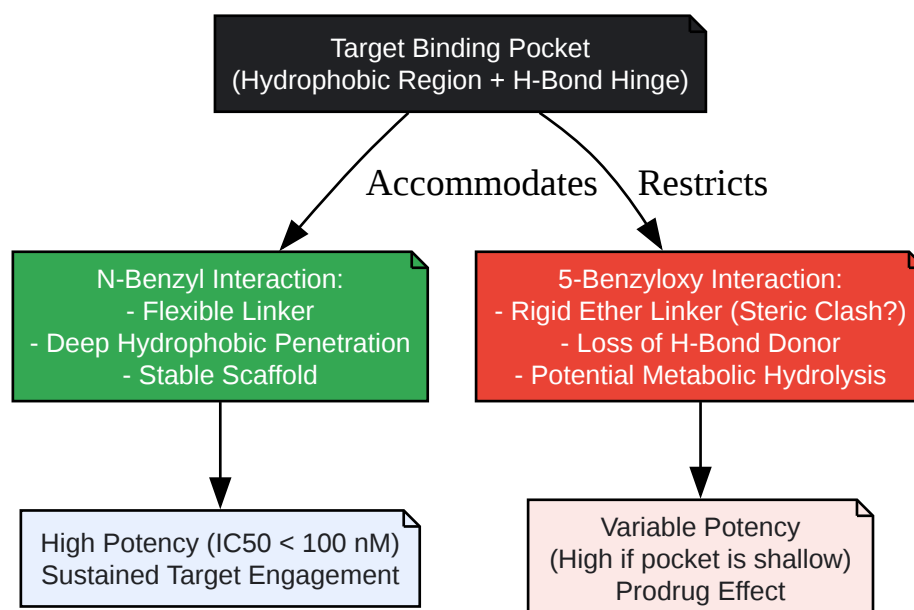 Target Binding Pocket
(Hydrophobic Region + H-Bond Hinge)
Accommodates
Restricts
N-Benzyl Interaction:
- Flexible Linker
- Deep Hydrophobic Penetration
- Stable Scaffold
5-Benzyloxy Interaction:
- Rigid Ether Linker (Steric Clash?)
- Loss of H-Bond Donor
- Potential Metabolic Hydrolysis
High Potency (IC50 < 100 nM)
Sustained Target Engagement
Variable Potency
(High if pocket is shallow)
Prodrug Effect